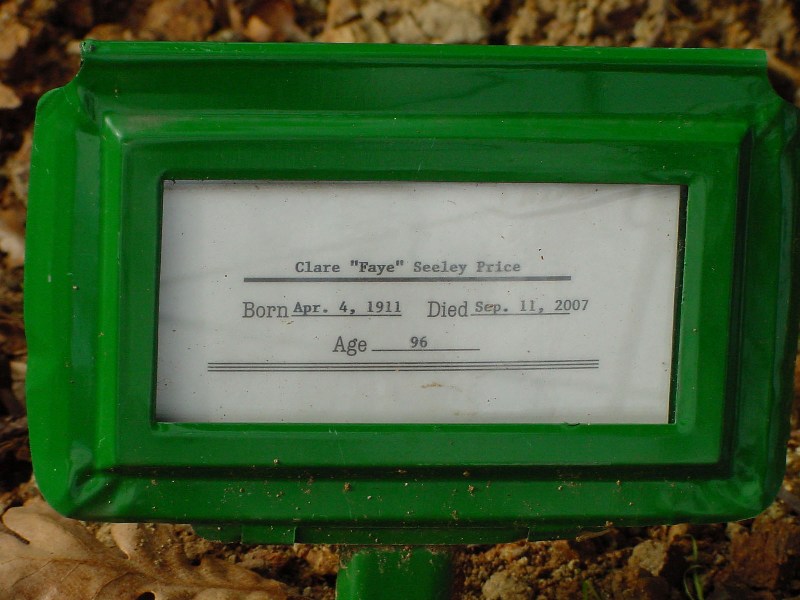 Clare "Faye" Seeley Price
Born Apr. 4, 1911 Died Sep. 11, 2007
Age 96